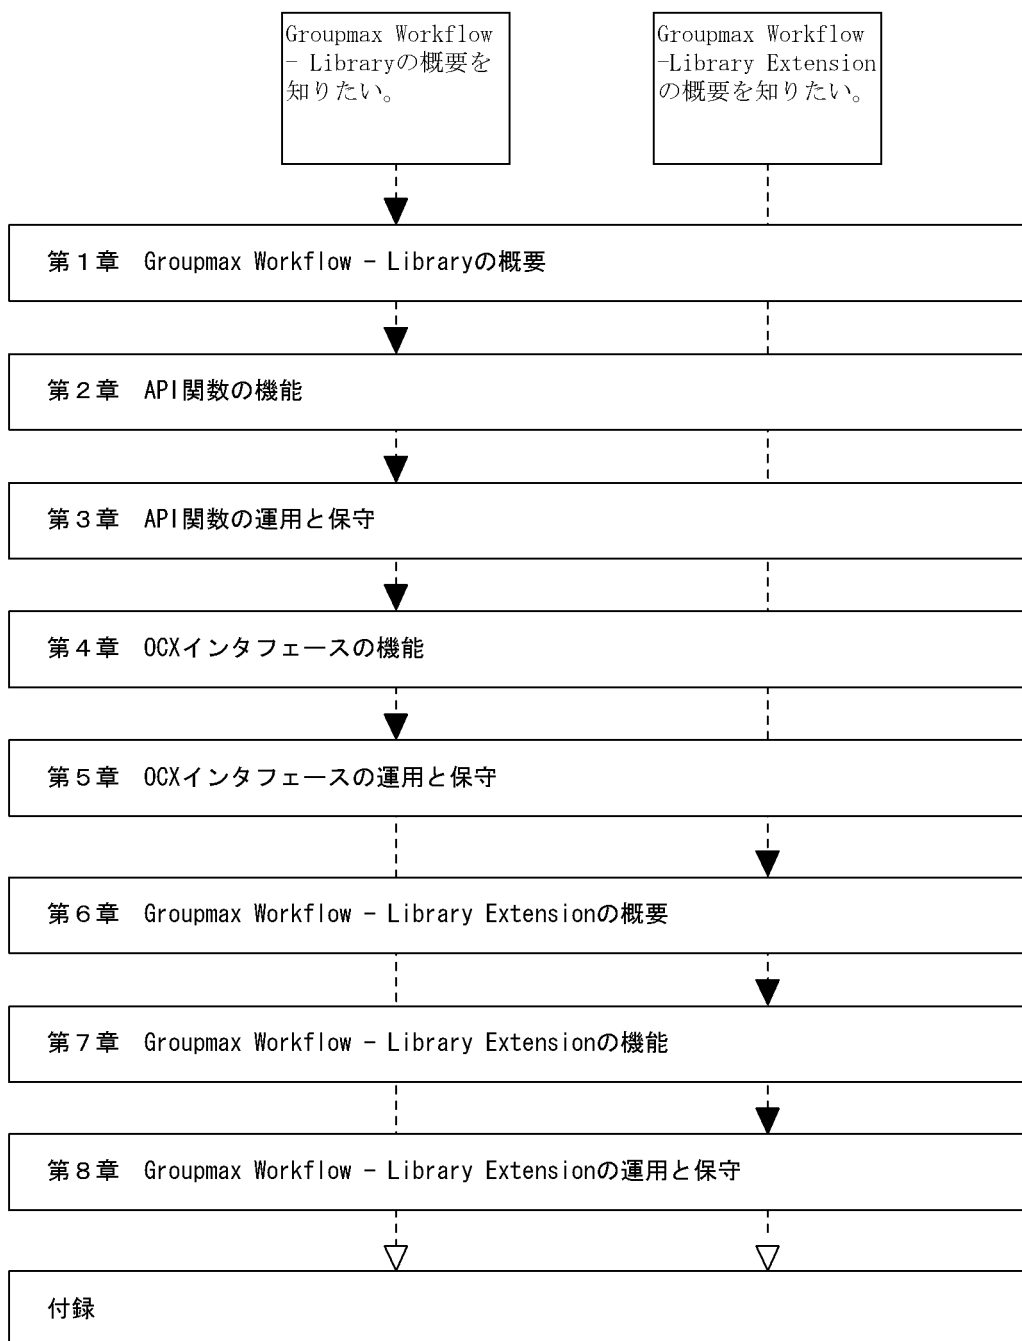 Groupmax Workflow
- Libraryの概要を
知りたい。
Groupmax Workflow
-Library Extension
の概要を知りたい。
第1章 Groupmax Workflow - Libraryの概要
第2章 API関数の機能
第3章 API関数の運用と保守
第4章 OCXインタフェースの機能
第5章 OCXインタフェースの運用と保守
第6章 Groupmax Workflow - Library Extensionの概要
第7章 Groupmax Workflow - Library Extensionの機能
第8章 Groupmax Workflow - Library Extensionの運用と保守
付録